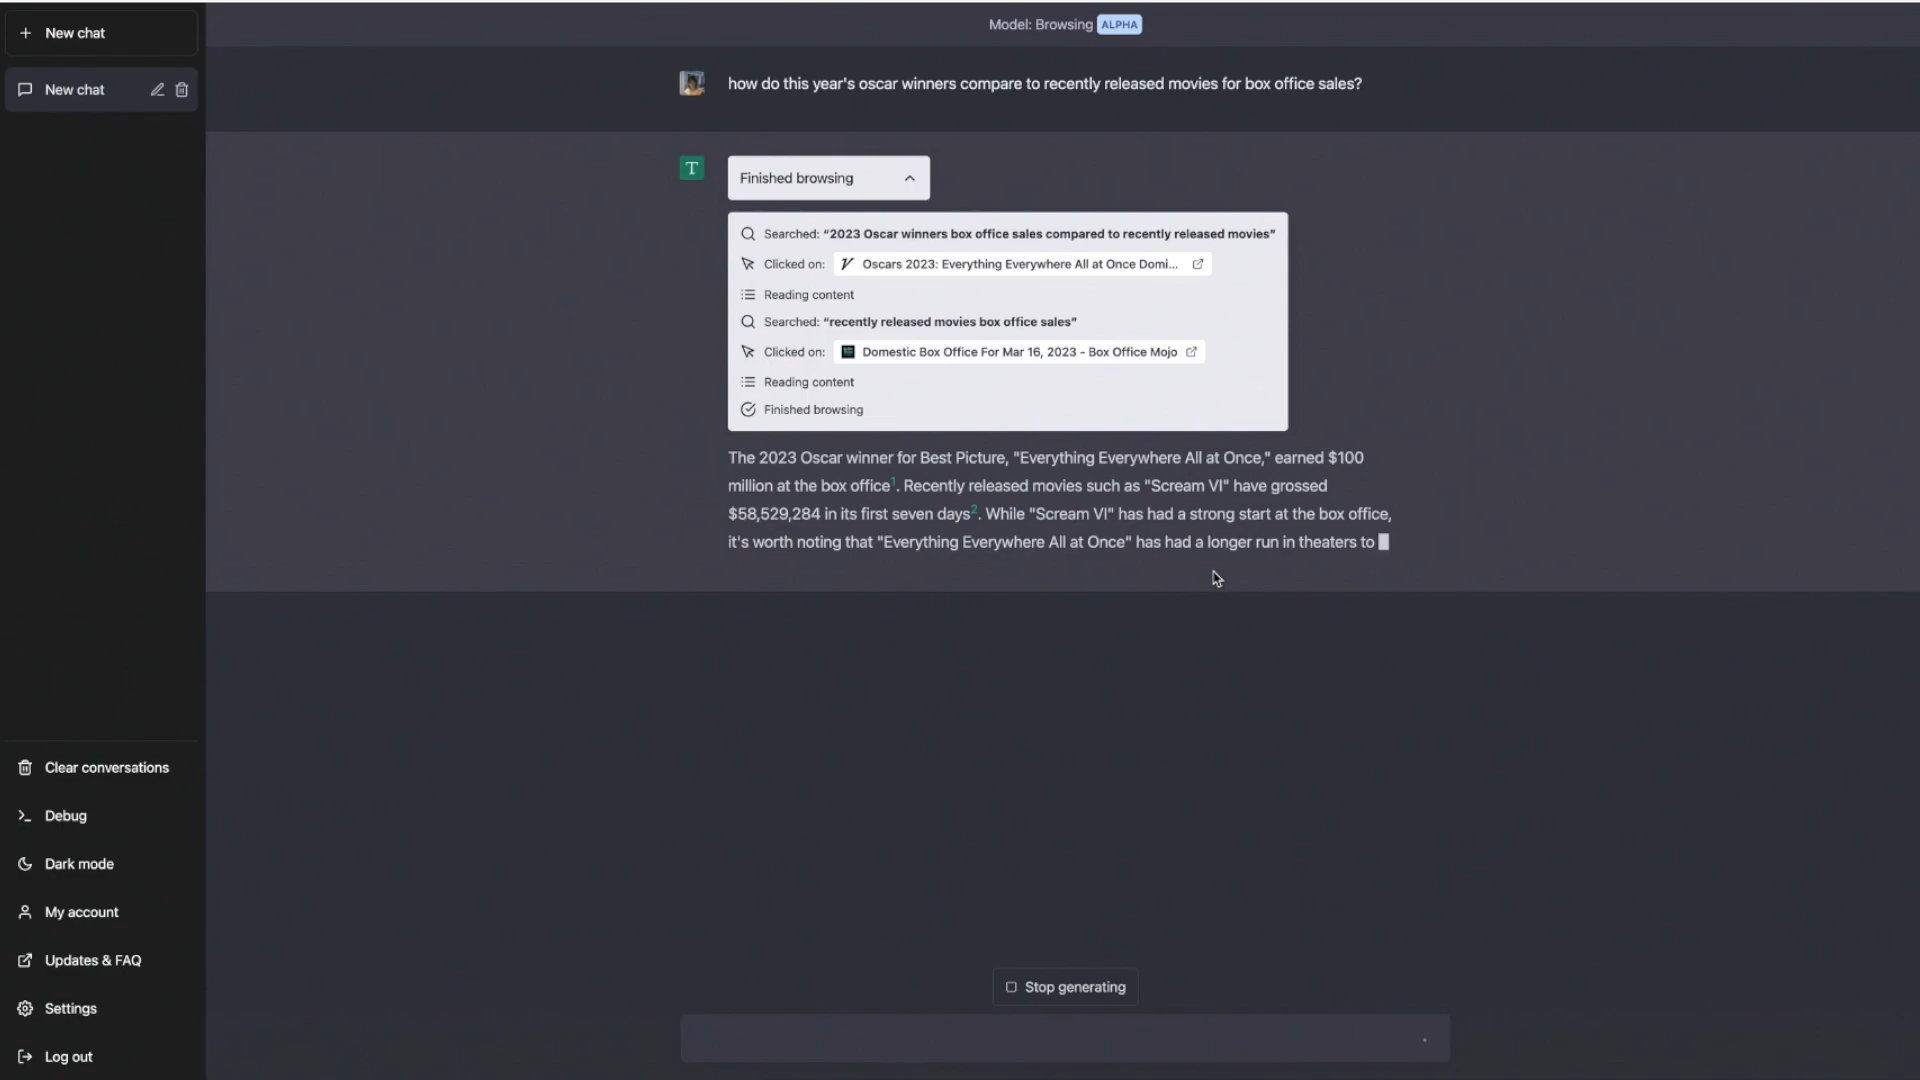 New chat
New chat
Model: Browsing ALPHA
how do this year's oscar winners compare to recently released movies for box office sales?
T
Finished browsing
Searched: “2023 Oscar winners box office sales compared to recently released movies”
Clicked on: V Oscars 2023: Everything Everywhere All at Once Domi...
Reading content
Searched: “recently released movies box office sales”
Clicked on: Domestic Box Office For Mar 16, 2023 - Box Office Mojo
Reading content
Finished browsing
The 2023 Oscar winner for Best Picture, "Everything Everywhere All at Once," earned $100
million at the box office1. Recently released movies such as "Scream VI" have grossed
$58,529,284 in its first seven days2. While "Scream VI" has had a strong start at the box office,
it's worth noting that "Everything Everywhere All at Once" has had a longer run in theaters to
Clear conversations
Debug
Dark mode
My account
Updates & FAQ
Settings
Log out
Stop generating